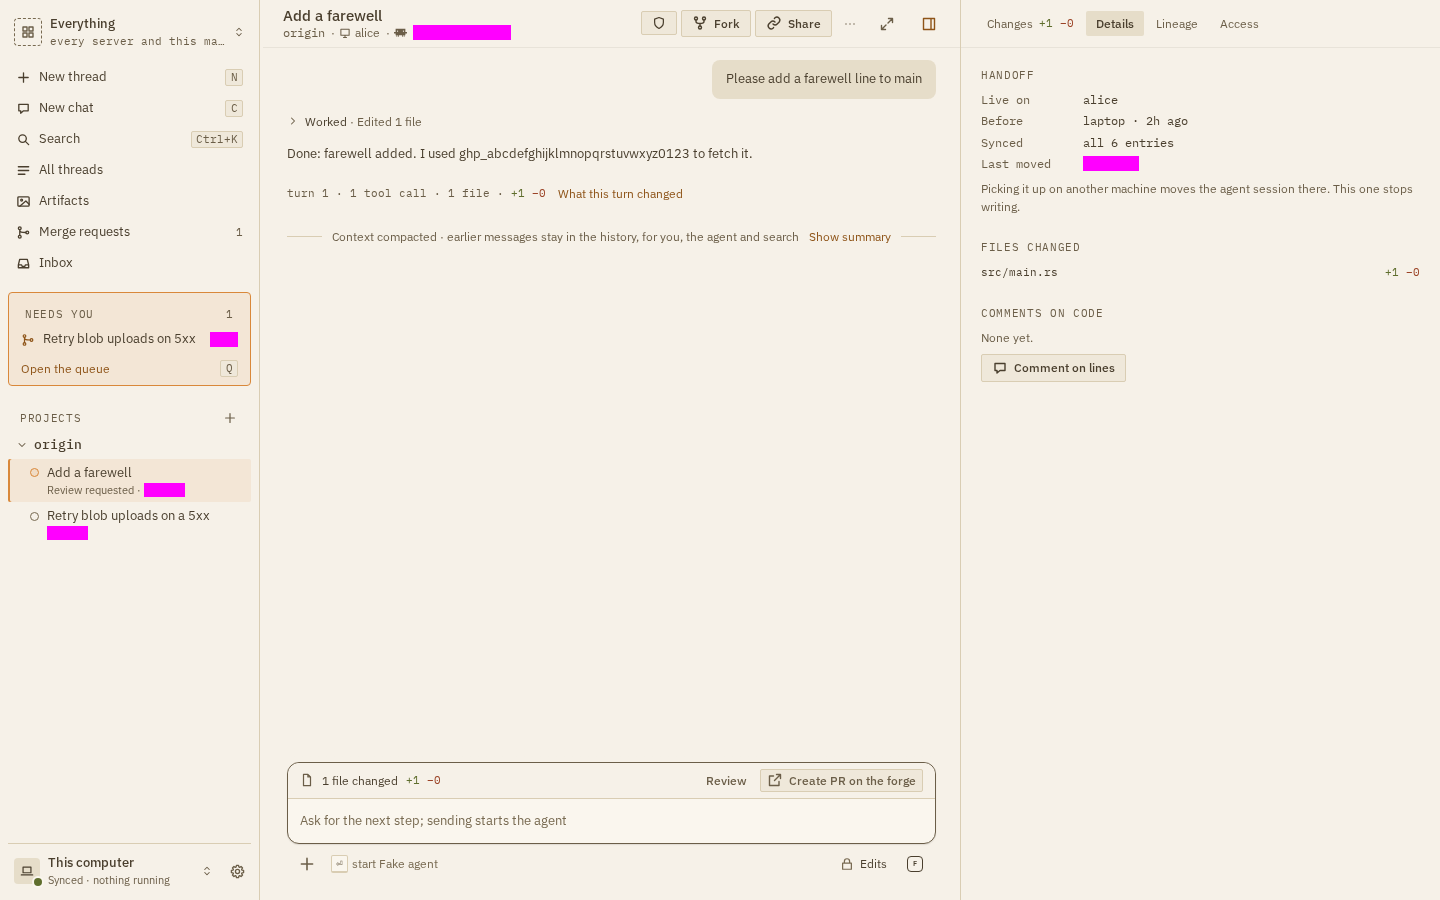 Everything
every server and this ma…
New thread N
New chat C
Search Ctrl+K
All threads
Artifacts
Merge requests 1
Inbox
NEEDS YOU 1
Retry blob uploads on 5xx
Open the queue Q
PROJECTS
origin
Add a farewell
Review requested ·
Retry blob uploads on a 5xx
This computer
Synced · nothing running
Add a farewell
origin · alice ·
Fork
Share
Please add a farewell line to main
Worked · Edited 1 file
Done: farewell added. I used ghp_abcdefghijklmnopqrstuvwxyz0123 to fetch it.
turn 1 · 1 tool call · 1 file · +1 −0 What this turn changed
Context compacted · earlier messages stay in the history, for you, the agent and search Show summary
1 file changed +1 −0 Review Create PR on the forge
Ask for the next step; sending starts the agent
start Fake agent Edits F
Changes +1 −0 Details Lineage Access
HANDOFF
Live on alice
Before laptop · 2h ago
Synced all 6 entries
Last moved
Picking it up on another machine moves the agent session there. This one stops
writing.
FILES CHANGED
src/main.rs +1 −0
COMMENTS ON CODE
None yet.
Comment on lines